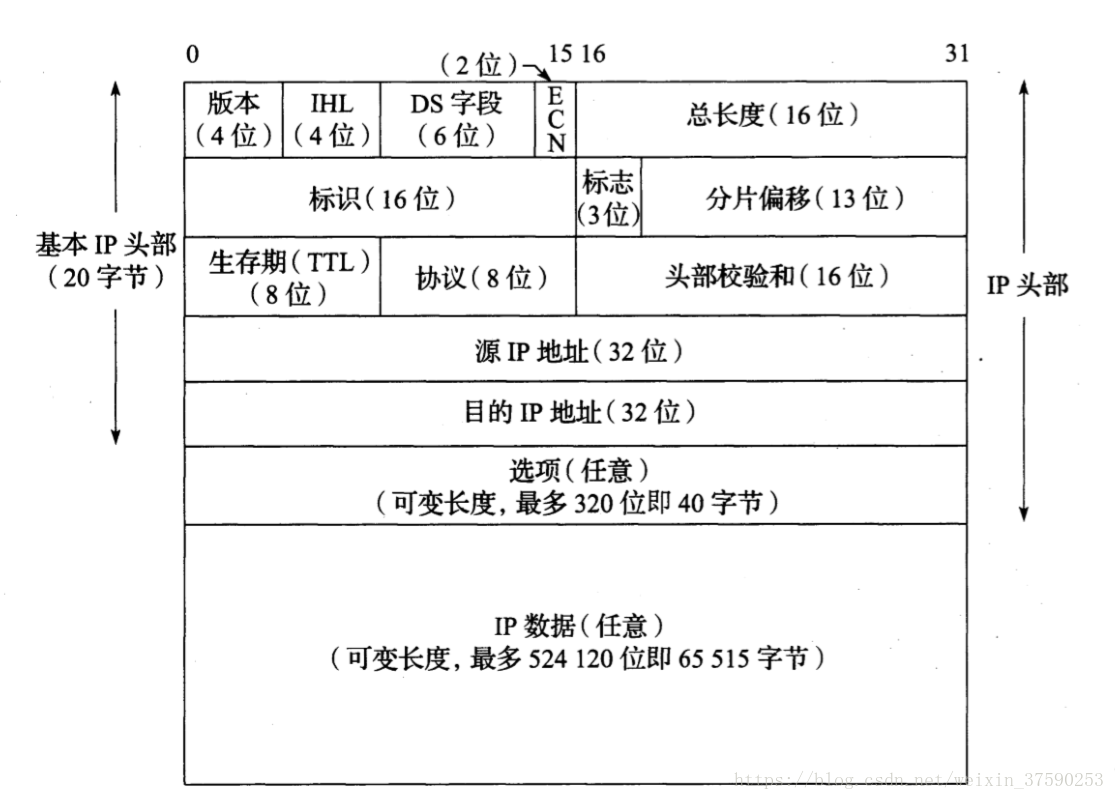 0
15 16
31
(2位)
版本
(4位)
IHL
(4位)
DS 字段
(6位)
E
C
N
总长度(16位)
标识(16位)
标志
(3位)
分片偏移(13位)
基本 IP 头部
(20字节)
生存期(TTL)
(8位)
协议(8位)
头部校验和(16位)
IP 头部
源 IP 地址(32位)
目的 IP 地址(32位)
选项(任意)
(可变长度, 最多 320 位即 40 字节)
IP 数据(任意)
(可变长度, 最多 524 120 位即 65 515 字节)
https://blog.csdn.net/weixin_37590253